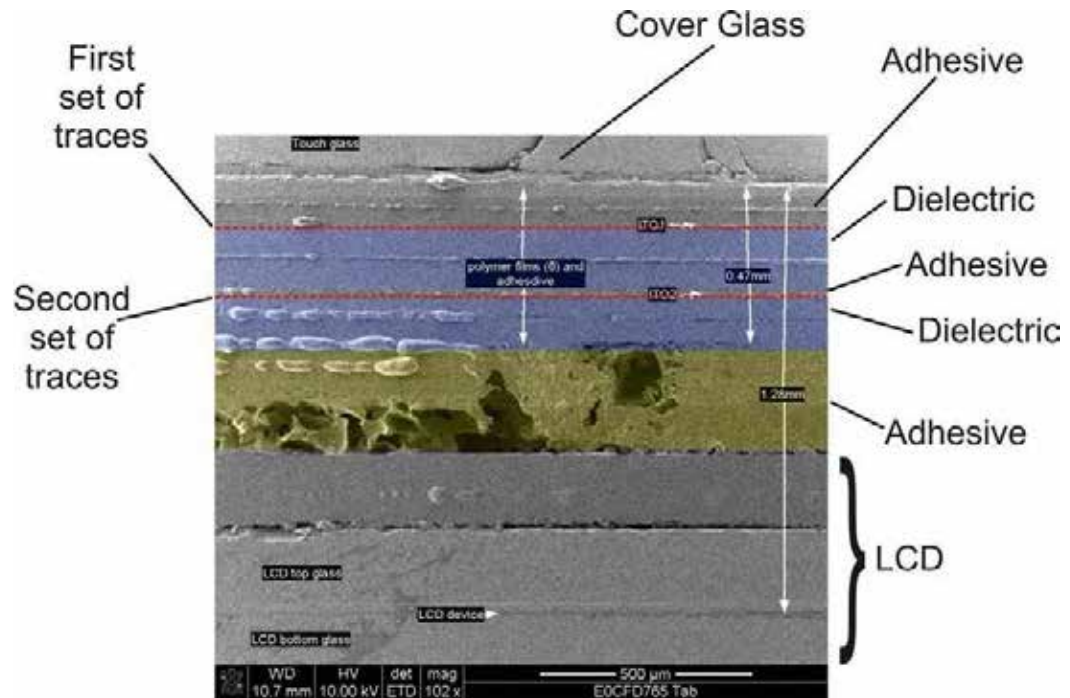 Cover Glass
First
set of
traces
Adhesive
Touch glass
Dielectric
ITO1
polymer films (6) and
adhesdive
0.47mm
Adhesive
ITO2
Second
set of
traces
Dielectric
1.28mm
Adhesive
LCD
LCD top glass
LCD device
LCD bottom glass
WD HV det mag
10.7 mm 10.00 kV ETD 102 x
500 µm
E0CFD765 Tab